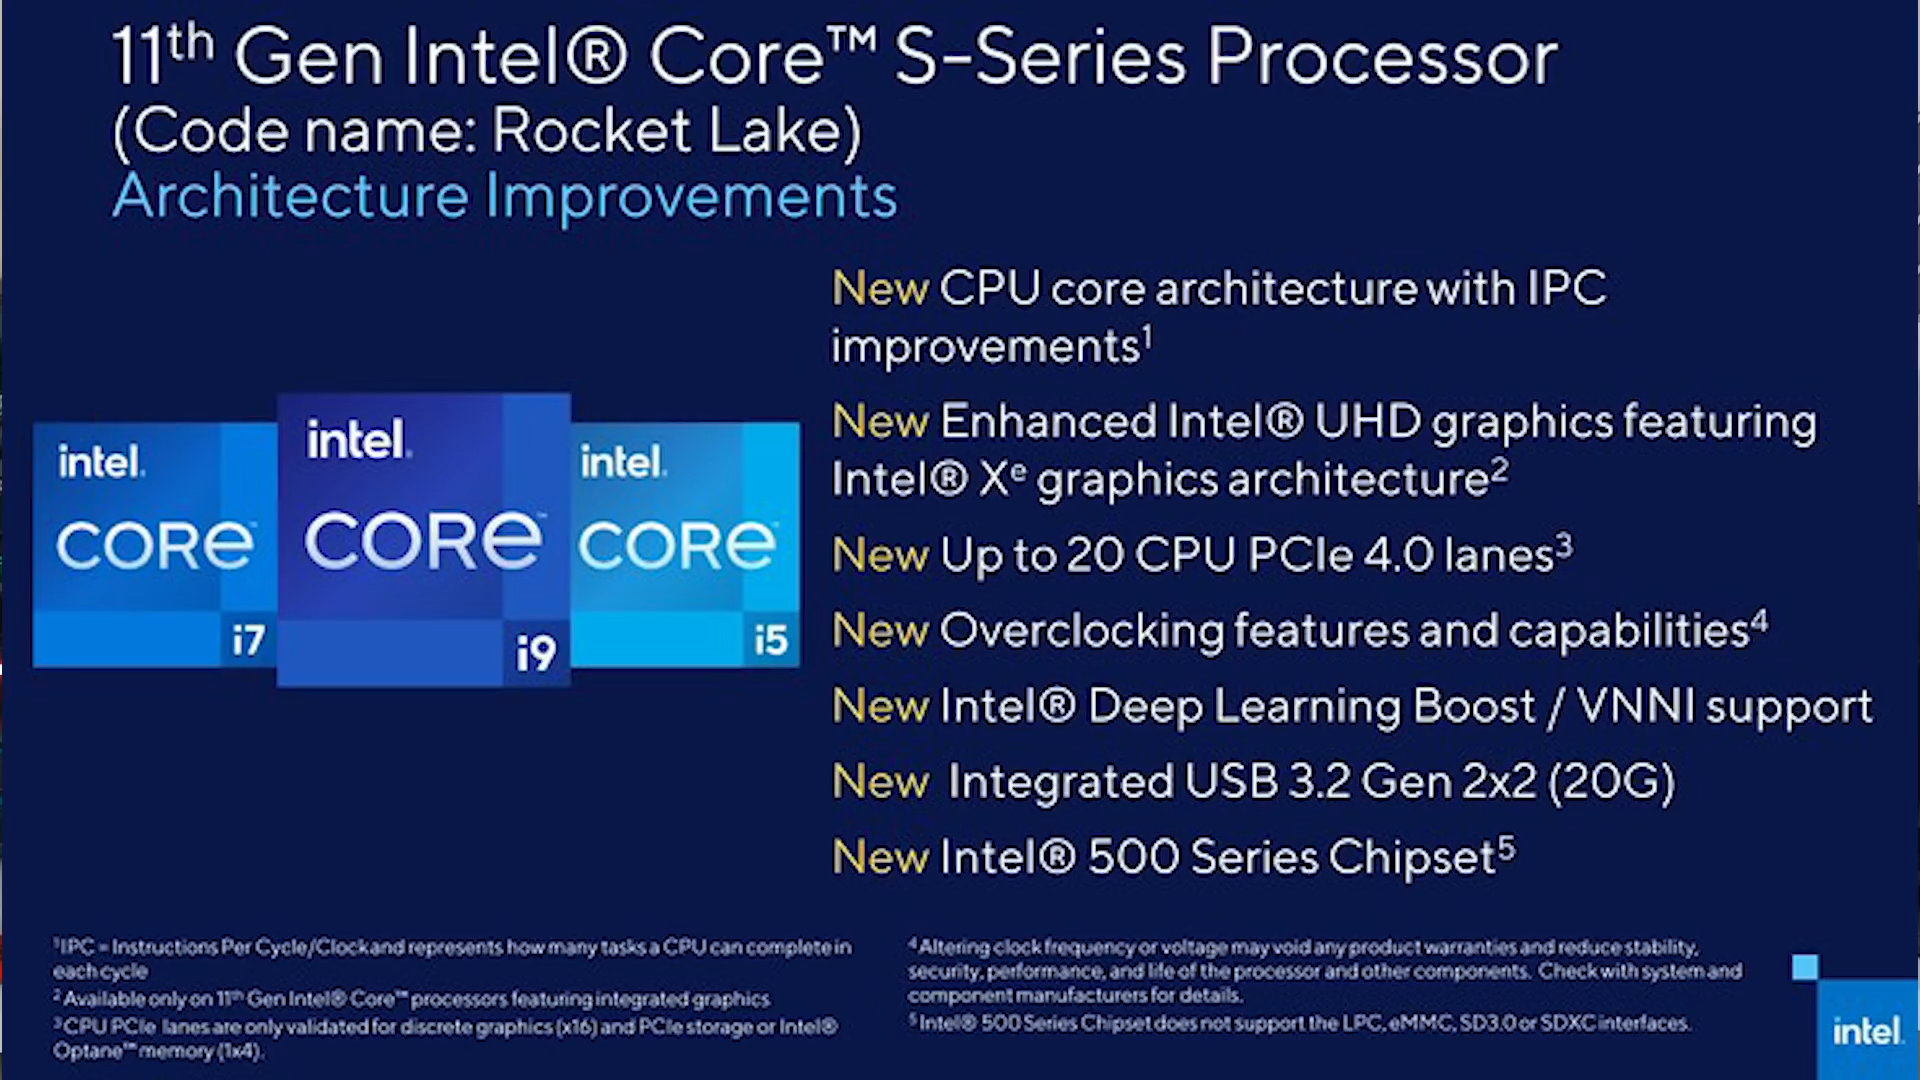 11th Gen Intel® Core™ S-Series Processor
(Code name: Rocket Lake)
Architecture Improvements
New CPU core architecture with IPC
improvements¹
New Enhanced Intel® UHD graphics featuring
Intel® Xᵉ graphics architecture²
New Up to 20 CPU PCIe 4.0 lanes³
New Overclocking features and capabilities⁴
New Intel® Deep Learning Boost / VNNI support
New Integrated USB 3.2 Gen 2x2 (20G)
New Intel® 500 Series Chipset⁵
intel.
CORE™
i7
intel.
CORE™
i9
intel.
CORE™
i5
¹IPC = Instructions Per Cycle/Clock and represents how many tasks a CPU can complete in
each cycle
²Available only on 11th Gen Intel® Core™ processors featuring integrated graphics
³CPU PCIe lanes are only validated for discrete graphics (x16) and PCIe storage or Intel®
Optane™ memory (1x4).
⁴Altering clock frequency or voltage may void any product warranties and reduce stability,
security, performance, and life of the processor and other components. Check with system and
component manufacturers for details.
⁵Intel® 500 Series Chipset does not support the LPC, eMMC, SD3.0 or SDXC interfaces.
intel.